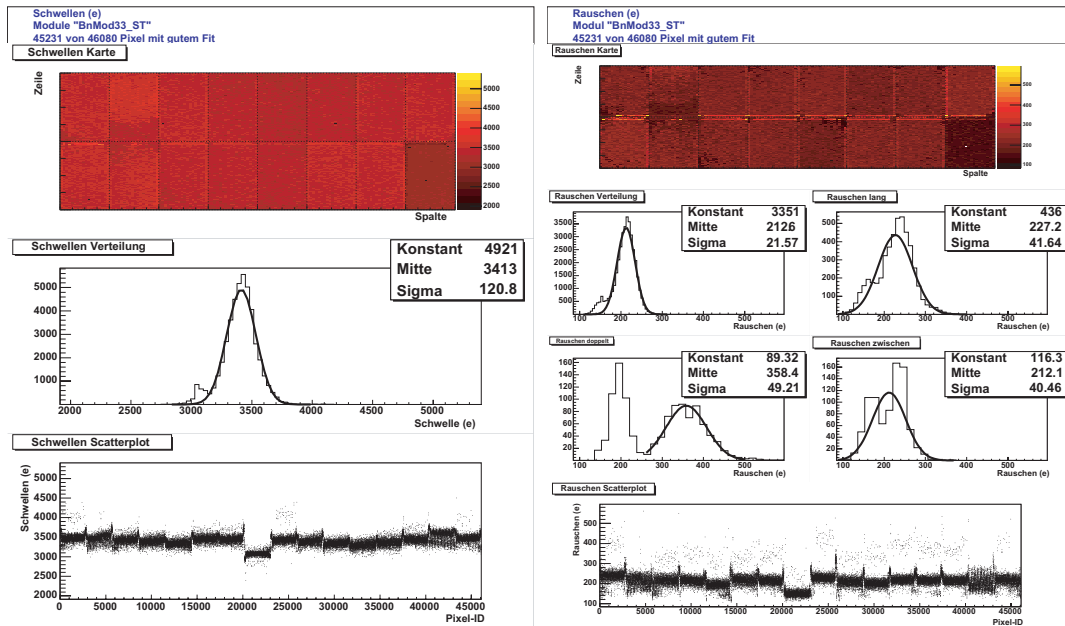 Schwellen (e)
Module "BnMod33_ST"
45231 von 46080 Pixel mit gutem Fit
Schwellen Karte
Zeile
5000
4500
4000
3500
3000
2500
2000
Spalte
Schwellen Verteilung
Konstant 4921
Mitte 3413
Sigma 120.8
5000
4000
3000
2000
1000
2000 2500 3000 3500 4000 4500 5000
Schwelle (e)
Schwellen Scatterplot
Schwellen (e)
5000
4500
4000
3500
3000
2500
2000
0 5000 10000 15000 20000 25000 30000 35000 40000 45000
Pixel-ID
Rauschen (e)
Modul "BnMod33_ST"
45231 von 46080 Pixel mit gutem Fit
Rauschen Karte
Zeile
500
400
300
200
100
Spalte
Rauschen Verteilung
Konstant 3351
Mitte 2126
Sigma 21.57
3500
3000
2500
2000
1500
1000
500
100 200 300 400 500
Rauschen (e)
Rauschen lang
Konstant 436
Mitte 227.2
Sigma 41.64
500
400
300
200
100
0
100 200 300 400 500
Rauschen (e)
Rauschen doppelt
Konstant 89.32
Mitte 358.4
Sigma 49.21
160
140
120
100
80
60
40
20
100 200 300 400 500
Rauschen (e)
Rauschen zwischen
Konstant 116.3
Mitte 212.1
Sigma 40.46
160
140
120
100
80
60
40
20
0
100 200 300 400 500
Rauschen (e)
Rauschen Scatterplot
Rauschen (e)
500
400
300
200
100
0 5000 10000 15000 20000 25000 30000 35000 40000 45000
Pixel-ID